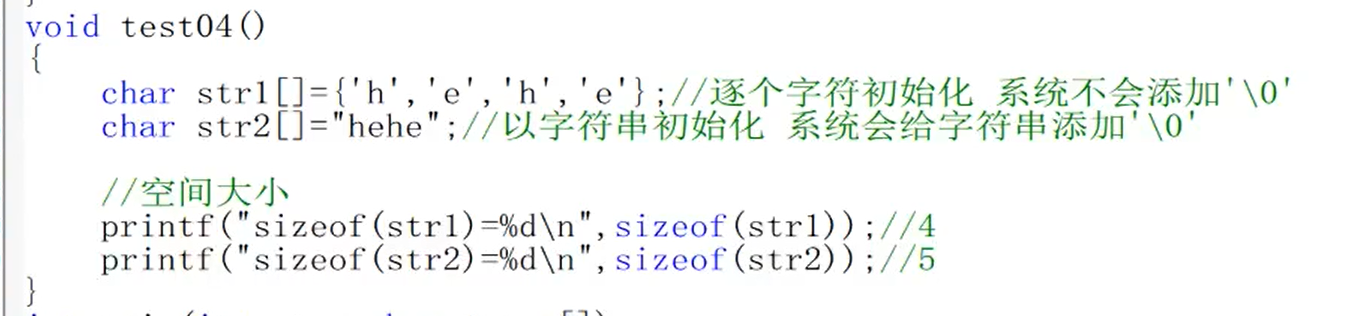 void test04()
{
    char str1[]={'h','e','h','e'};//逐个字符初始化 系统不会添加'\0'
    char str2[]="hehe";//以字符串初始化 系统会给字符串添加'\0'
    //空间大小
    printf("sizeof(str1)=%d\n",sizeof(str1));//4
    printf("sizeof(str2)=%d\n",sizeof(str2));//5
}